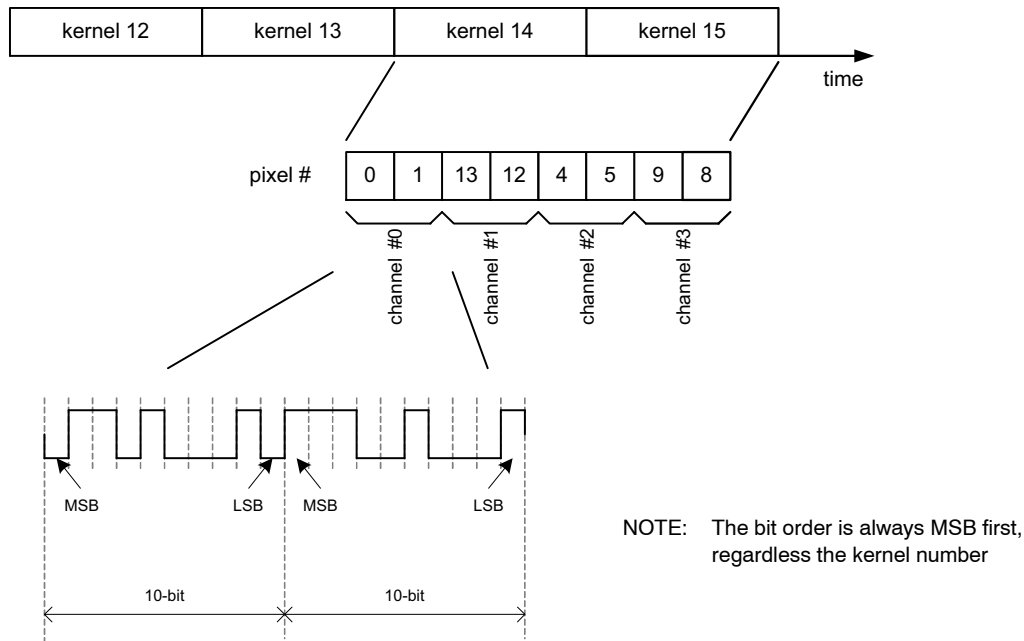 kernel 12 kernel 13 kernel 14 kernel 15
time
pixel # 0 1 13 12 4 5 9 8
channel #0 channel #1 channel #2 channel #3
MSB LSB MSB LSB
NOTE: The bit order is always MSB first,
regardless the kernel number
10-bit 10-bit